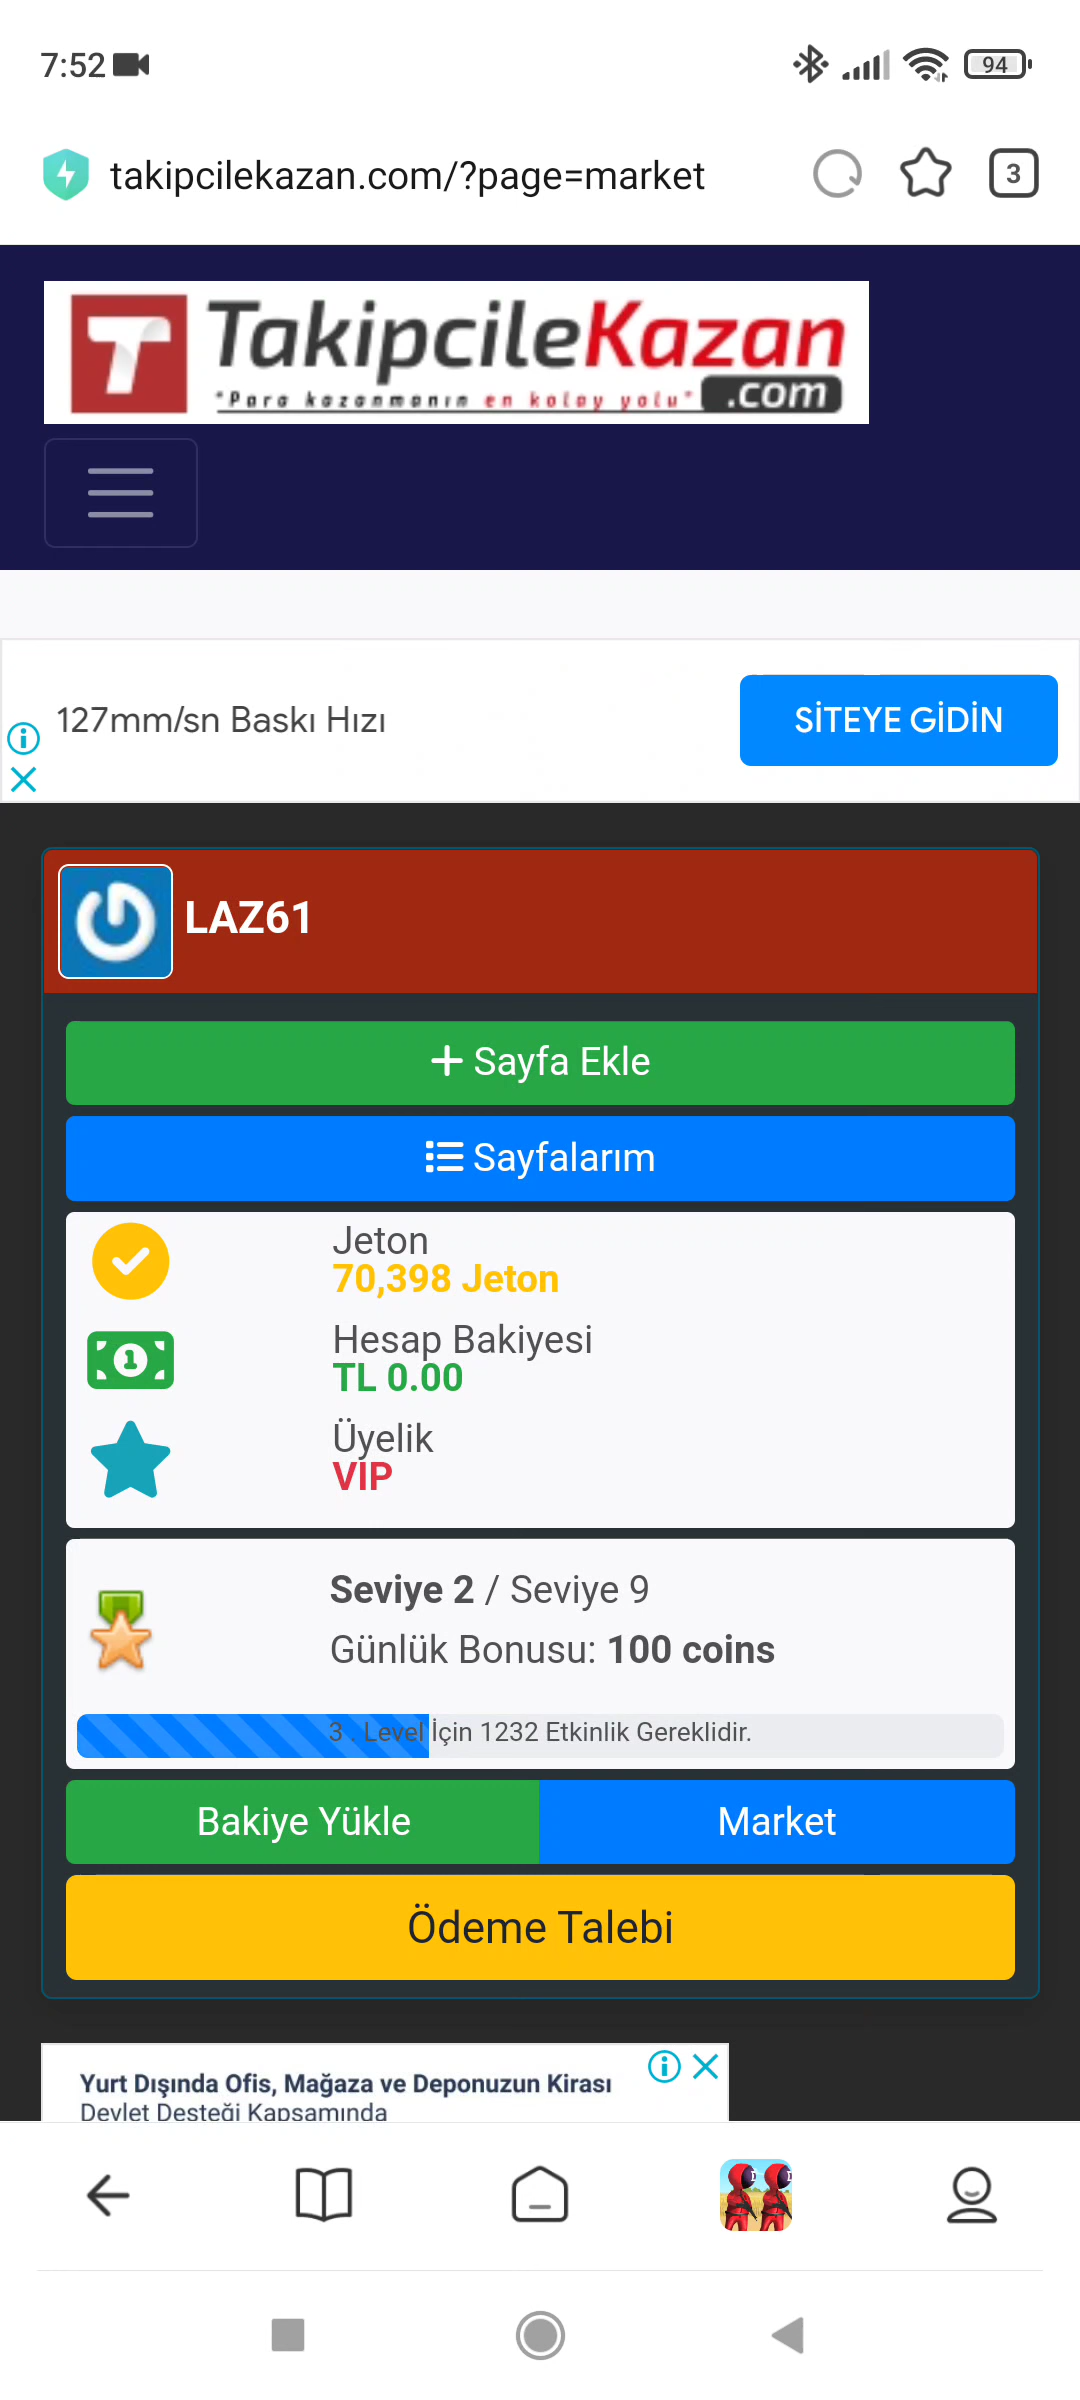 7:52
94
takipcilekazan.com/?page=market
3
TakipcileKazan
"Para kazanmanın en kolay yolu"
.com
127mm/sn Baskı Hızı
SİTEYE GİDİN
LAZ61
Sayfa Ekle
Sayfalarım
Jeton
70,398 Jeton
Hesap Bakiyesi
TL 0.00
Üyelik
VIP
Seviye 2 / Seviye 9
Günlük Bonusu: 100 coins
3 . Level İçin 1232 Etkinlik Gereklidir.
Bakiye Yükle
Market
Ödeme Talebi
Yurt Dışında Ofis, Mağaza ve Deponuzun Kirası
Devlet Desteği Kapsamında